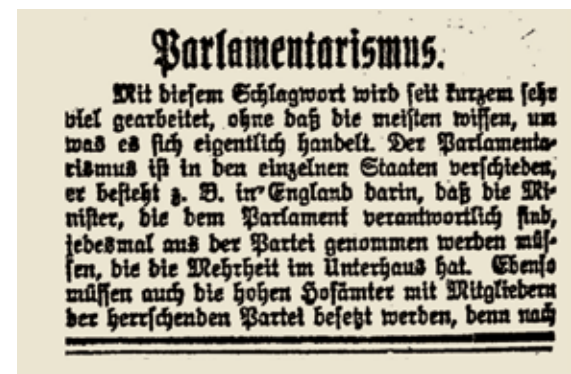 Parlamentarismus.
Mit diesem Schlagwort wird seit kurzem sehr
viel gearbeitet, ohne daß die meisten wissen, um
was es sich eigentlich handelt. Der Parlamenta-
rismus ist in den einzelnen Staaten verschieden,
er besteht z. B. in England darin, daß die Mi-
nister, die dem Parlament verantwortlich sind,
jedesmal aus der Partei genommen werden müs-
sen, die die Mehrheit im Unterhaus hat. Ebenso
müssen auch die hohen Hofämter mit Mitgliedern
der herrschenden Partei besetzt werden, denn nach